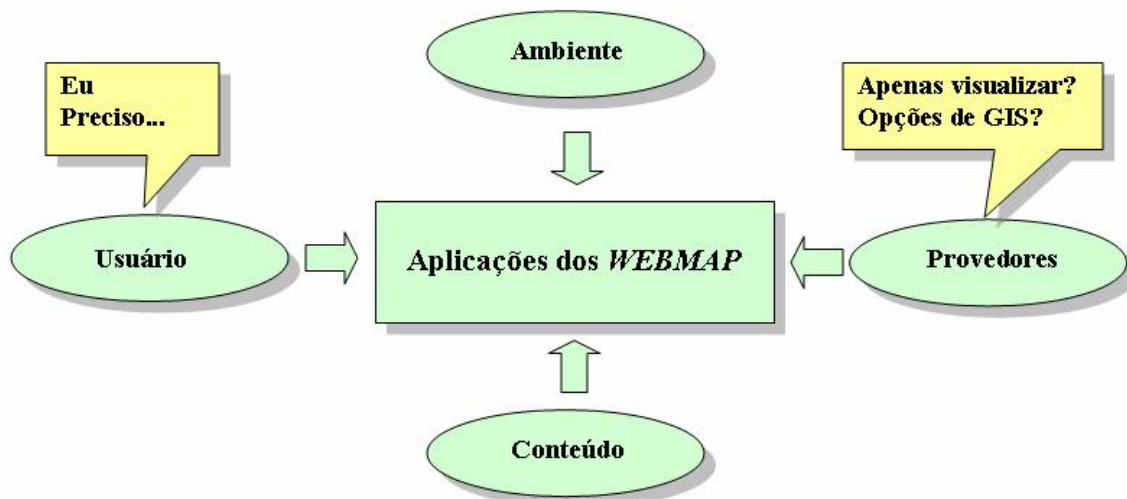 Ambiente
Eu
Preciso...
Apenas visualizar?
Opções de GIS?
Usuário
Aplicações dos WEBMAP
Provedores
Conteúdo